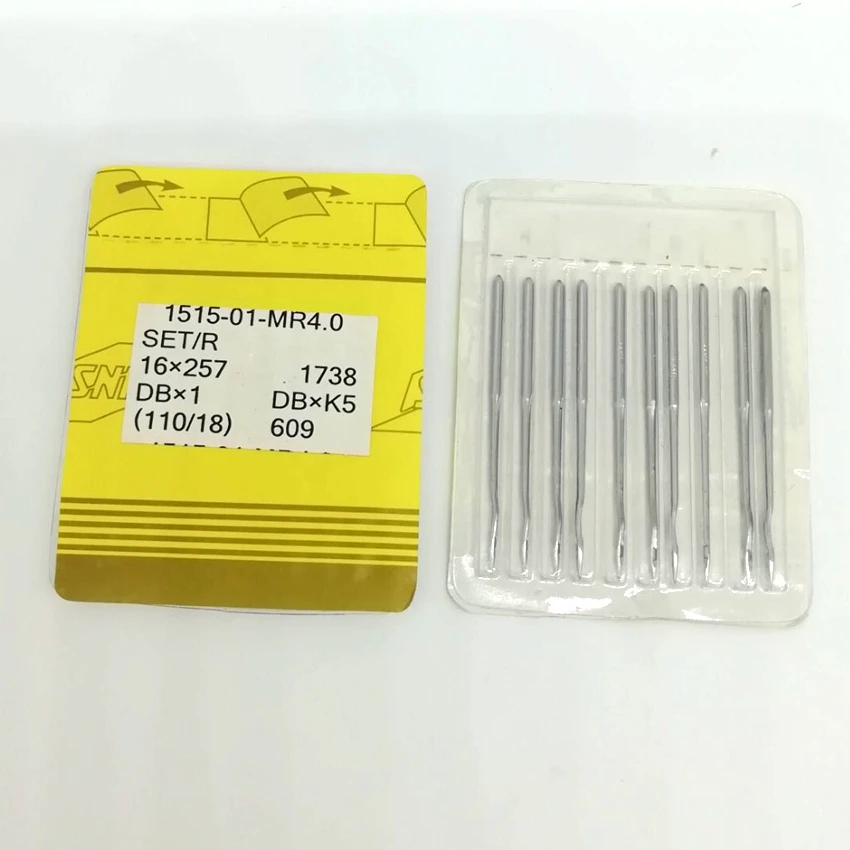 1515-01-MR4.0
SET/R
16×257 1738
DB×1 DB×K5
(110/18) 609